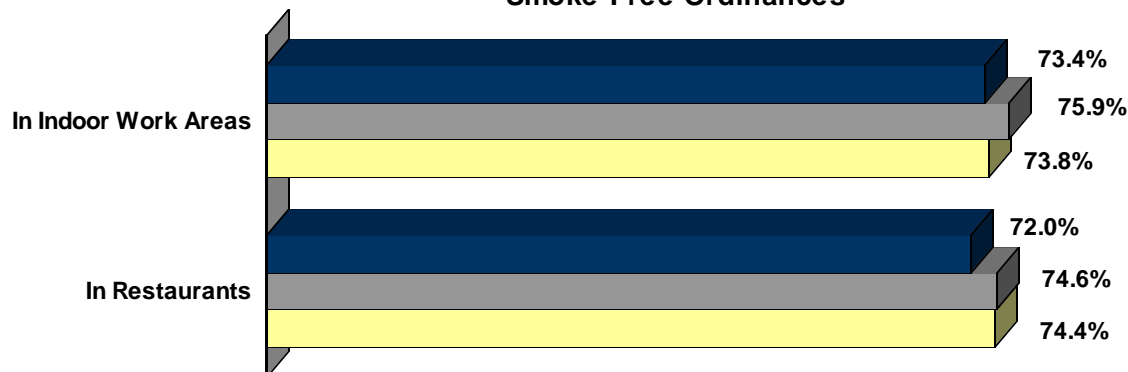 Smoke-Free Ordinances
73.4%
In Indoor Work Areas
75.9%
73.8%
72.0%
In Restaurants
74.6%
74.4%